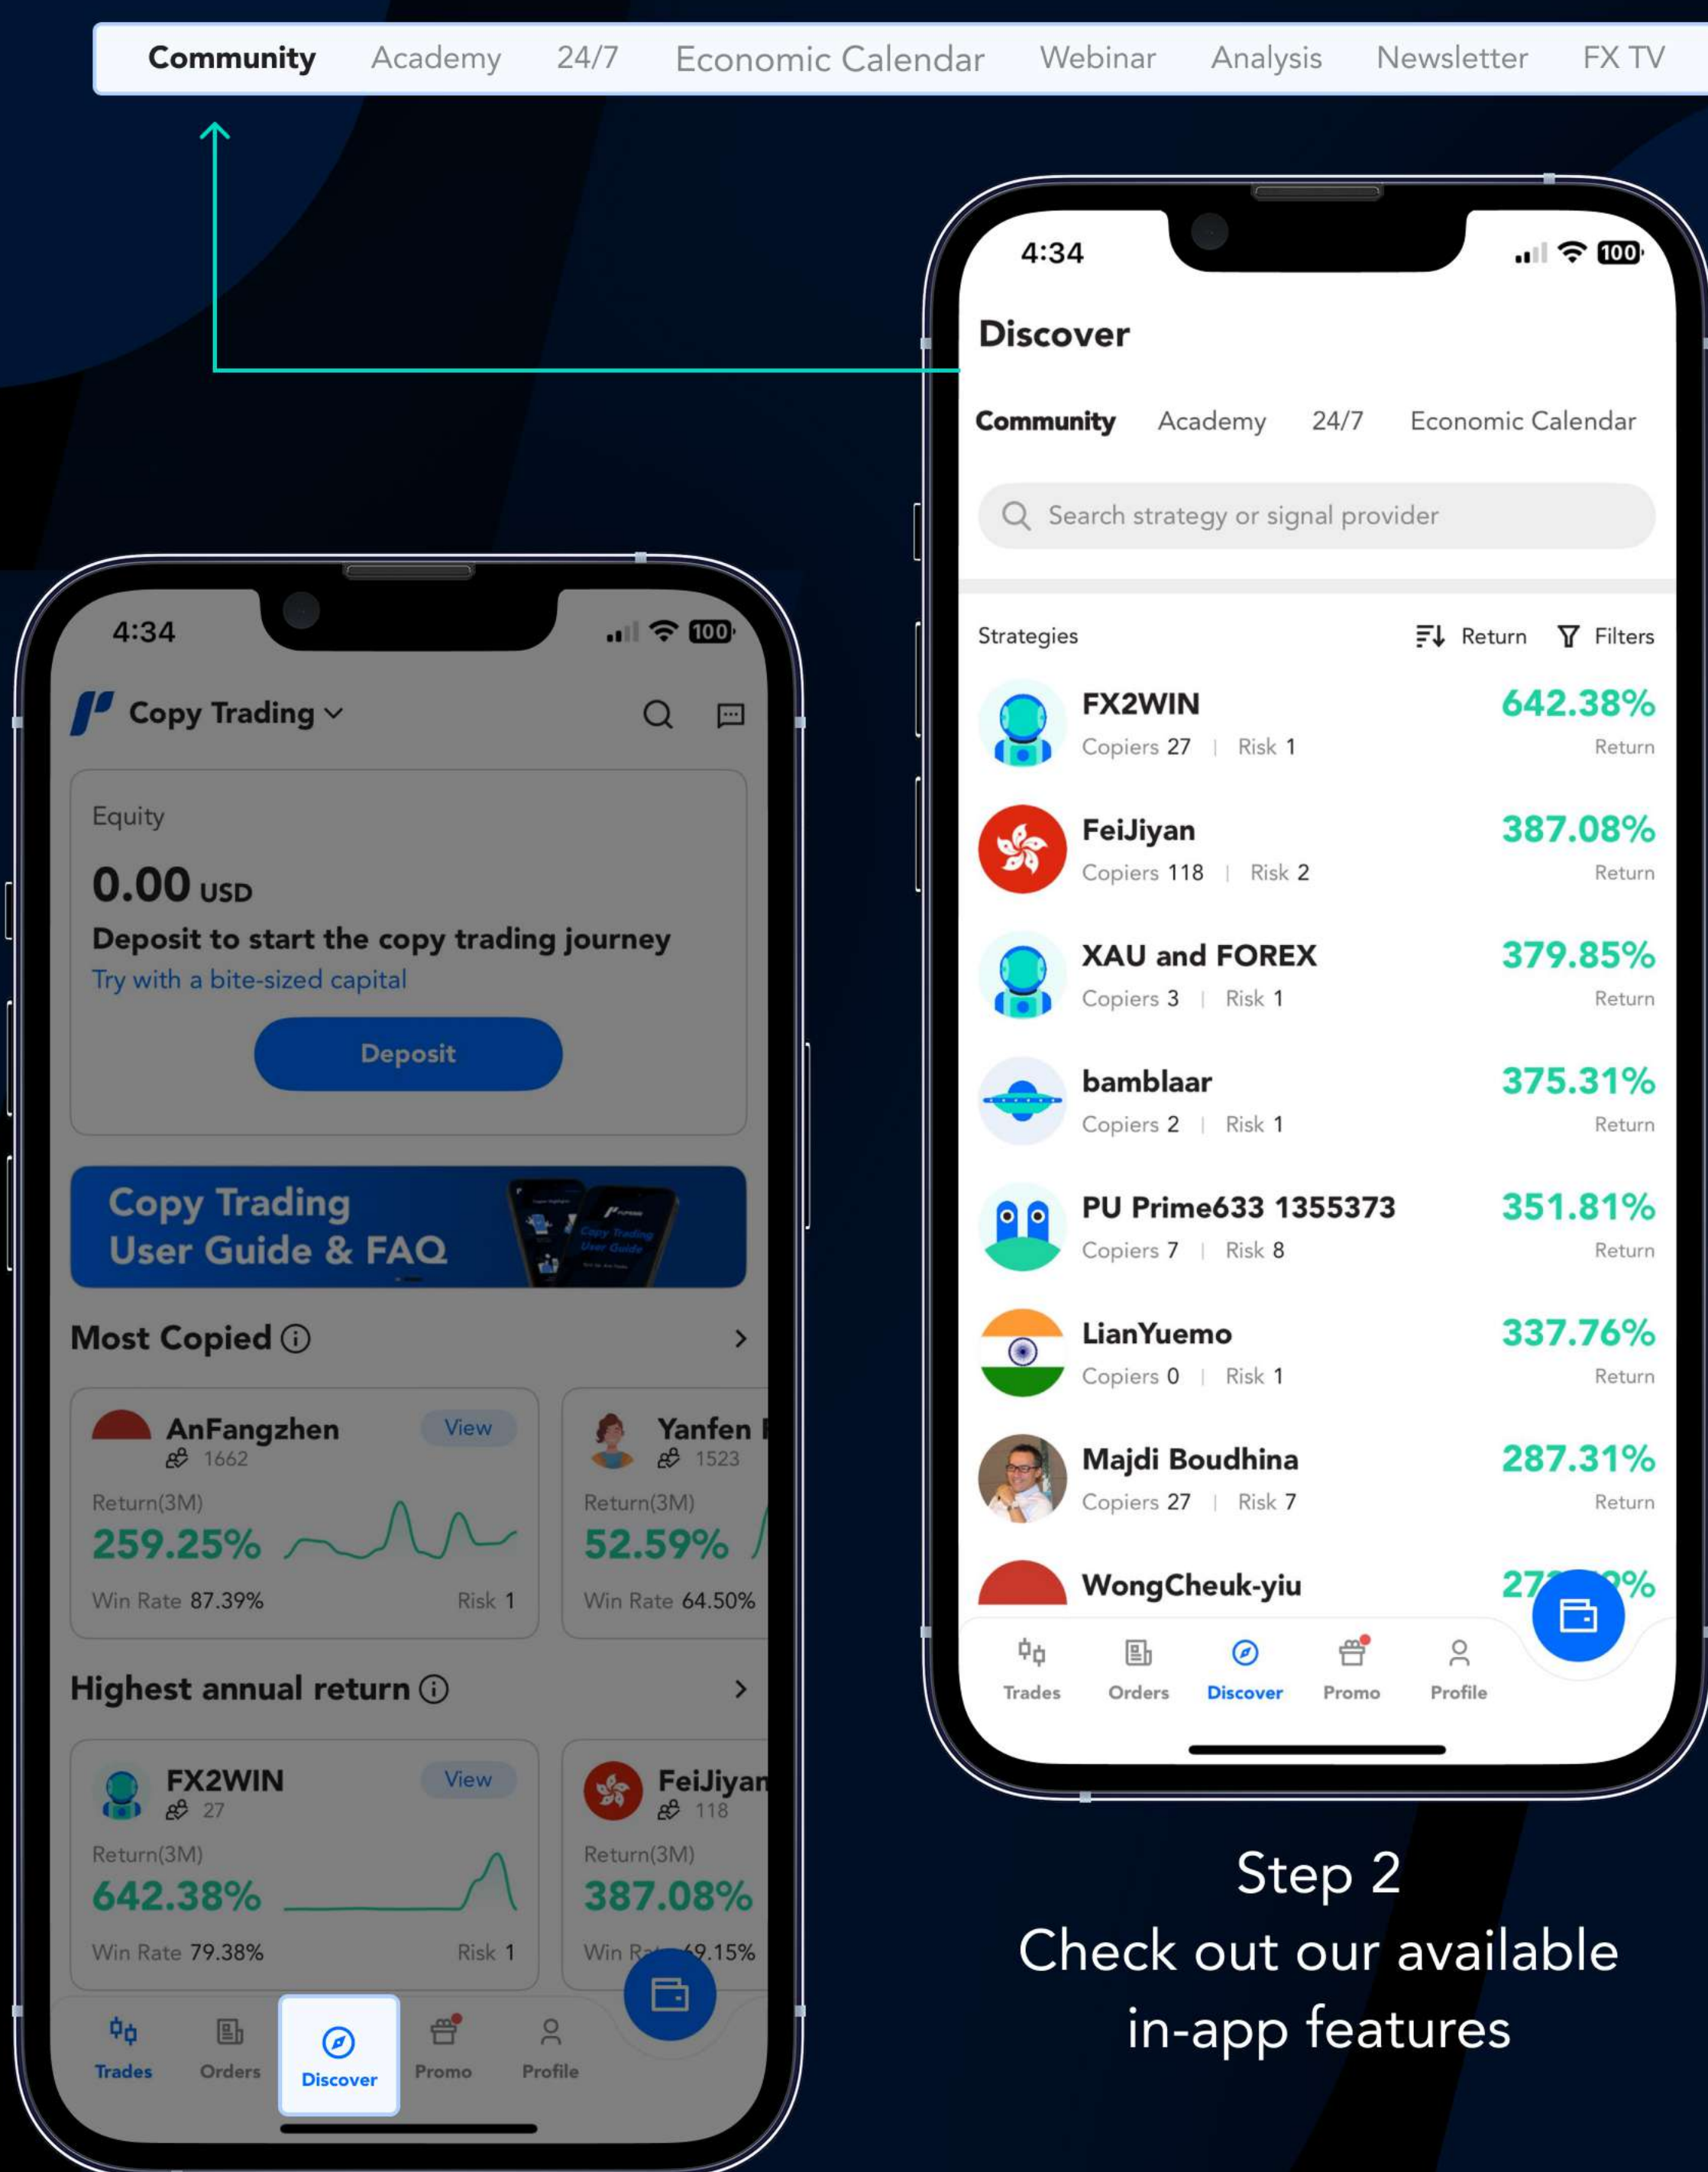 Community Academy 24/7 Economic Calendar Webinar Analysis Newsletter FX TV
4:34
100
Copy Trading
Equity
0.00 USD
Deposit to start the copy trading journey
Try with a bite-sized capital
Deposit
Copy Trading
User Guide & FAQ
Most Copied
AnFangzhen View
1662
Return(3M)
259.25%
Win Rate 87.39% Risk 1
Yanfen
1523
Return(3M)
52.59%
Win Rate 64.50%
Highest annual return
FX2WIN View
27
Return(3M)
642.38%
Win Rate 79.38% Risk 1
FeiJiyan
118
Return(3M)
387.08%
Win 9.15%
Trades Orders Discover Promo Profile
4:34
100
Discover
Community Academy 24/7 Economic Calendar
Search strategy or signal provider
Strategies Return Filters
FX2WIN 642.38%
Copiers 27 | Risk 1 Return
FeiJiyan 387.08%
Copiers 118 | Risk 2 Return
XAU and FOREX 379.85%
Copiers 3 | Risk 1 Return
bamblaar 375.31%
Copiers 2 | Risk 1 Return
PU Prime633 1355373 351.81%
Copiers 7 | Risk 8 Return
LianYuemo 337.76%
Copiers 0 | Risk 1 Return
Majdi Boudhina 287.31%
Copiers 27 | Risk 7 Return
WongCheuk-yiu
Trades Orders Discover Promo Profile
Step 2
Check out our available
in-app features